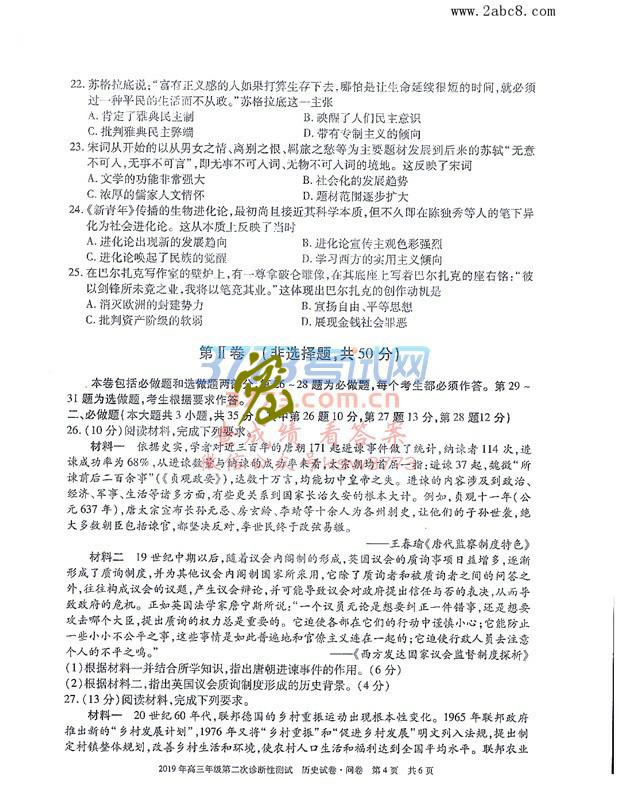 www.2abc8.com
22. 苏格拉底说:“富有正义感的人如果打算生存下去,哪怕是让生命延续很短的时间,就必须
过一种平民的生活而不从政。”苏格拉底这一主张
A. 肯定了雅典民主制 B. 唤醒了人们民主意识
C. 批判雅典民主弊端 D. 带有专制主义的倾向
23. 宋词从开始的以从男女之情、离别之恨、羁旅之愁等为主要题材发展到后来的苏轼“无意
不可人,无事不可言”,即无事不可入词、无物不可入词的境地。这反映了宋词
A. 文学的功能非常强大 B. 社会化的发展趋势
C. 浓厚的儒家人文情怀 D. 题材范围逐步扩大
24.《新青年》传播的生物进化论,最初尚且接近其科学本质,但不久即在陈独秀等人的笔下异
化为社会进化论。这从本质上反映了当时
A. 进化论出现新的发展趋向 B. 进化论宣传主观色彩强烈
C. 进化论唤起了民族的觉醒 D. 学习西方的实用主义倾向
25. 在巴尔扎克写作室的壁炉上,有一尊拿破仑雕像,在其底座上写着巴尔扎克的座右铭:“彼
以剑锋所未竟之业,我将以笔竟其业。”这体现出巴尔扎克的创作动机是
A. 消灭欧洲的封建势力 B. 宣扬自由、平等思想
C. 批判资产阶级的软弱 D. 展现金钱社会罪恶
第Ⅱ卷 (非选择题,共50分)
本卷包括必做题和选做题两部分,第26~28题为必做题,每个考生都必须作答。第29~
31题为选做题,考生根据要求作答。
二、必做题(本大题共3小题,共35分。其中第26题10分,第27题13分,第28题12分)
26. (10分)阅读材料,完成下列要求。
材料一 依据史实,学者对近三百年的唐朝171起进谏事件做了统计,纳谏者114次,进
谏成功率为68%,从进谏数量与纳谏的成功率来看,太宗朝均首屈一指:进谏37起,魏徵“所
谏前后二百余事”(《贞观政要》),达数十万言,均能切中皇帝之失。进谏的内容涉及到政治、
经济、军事、生活等诸多方面,有些更关系到国家长治久安的根本大计。例如,贞观十一年(公
元637年),唐太宗宣布长孙无忌、房玄龄、李靖等十余人为各州刺史,让他们的子孙世袭,绝
大多数朝臣包括谏官,都坚决反对,李世民终于改弦易辙。
——王春瑜《唐代监察制度特色》
材料二 19世纪中期以后,随着议会内阁制的形成,英国议会的质询事项日益增多,逐渐
形成了质询制度,并为其他议会内阁制国家所采用,它除了质询者和被质询者之间的问答之
外,往往构成议会的议题,产生议会辩论,并可能导致议会对政府提出信任与否的表决,从而导
致政府的危机。正如英国法学家詹宁斯所说:“一个议员无论是想要纠正一件错事,还是想要
攻击哪个大臣,提出质询的权力总是重要的。它迫使各部在它们的行动中谨慎小心;它能防止
一些小小不公平之事,这些事情是如此普遍地和官僚主义连在一起的;它迫使行政人员去注意
个人的不平之鸣。” ——《西方发达国家议会监督制度探析》
(1)根据材料一并结合所学知识,指出唐朝进谏事件的作用。(6分)
(2)根据材料二,指出英国议会质询制度形成的历史背景。(4分)
27. (13分)阅读材料,完成下列要求。
材料一 20世纪60年代,联邦德国的乡村重振运动出现根本性变化。1965年联邦政府
推出新的“乡村发展计划”,1976年又将“乡村重振”和“促进乡村发展”明文列入法规,提出制
定村镇整体规划,改善乡村生活和环境,使农村人口生活和福利达到全国平均水平。联邦农业
2019年高三年级第二次诊断性测试 历史试卷·问卷 第4页 共6页